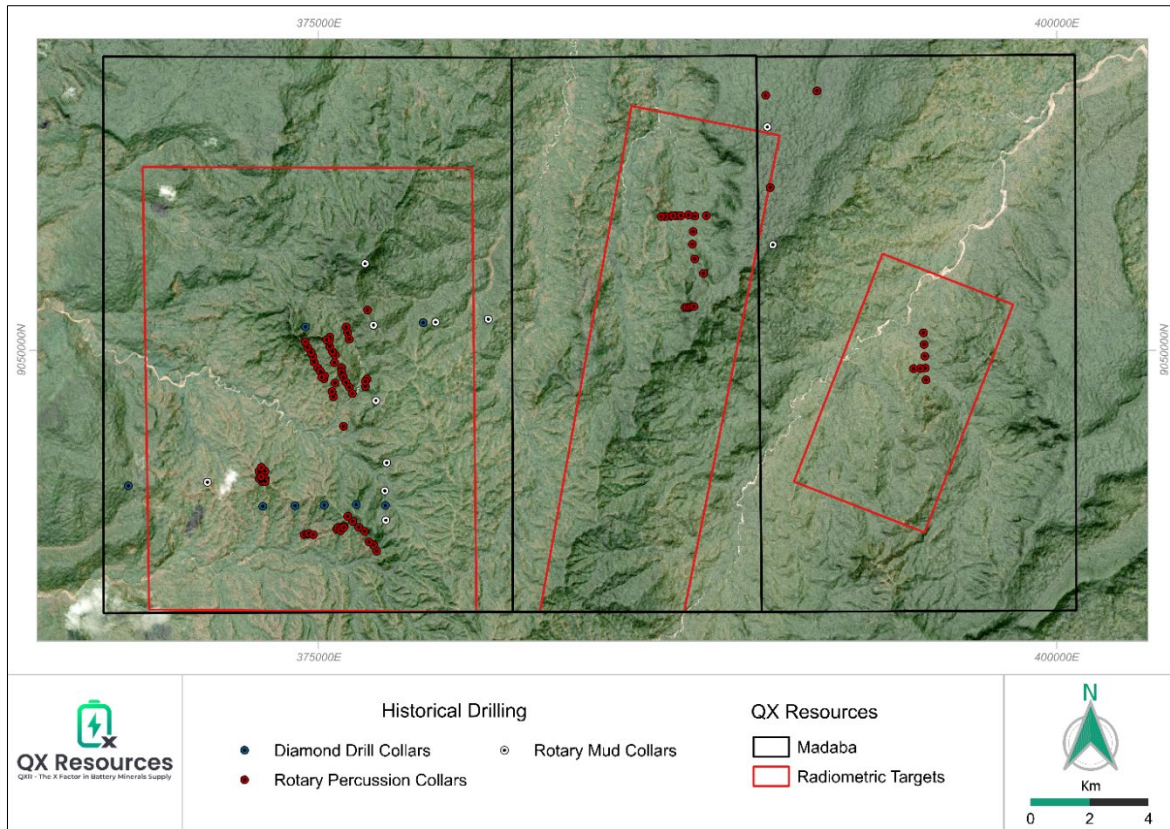 375000E
400000E
9050000N
9050000N
375000E
400000E
QX Resources
QXR - The X Factor in Battery Minerals Supply
Historical Drilling
Diamond Drill Collars
Rotary Mud Collars
Rotary Percussion Collars
QX Resources
Madaba
Radiometric Targets
N
Km
0 2 4